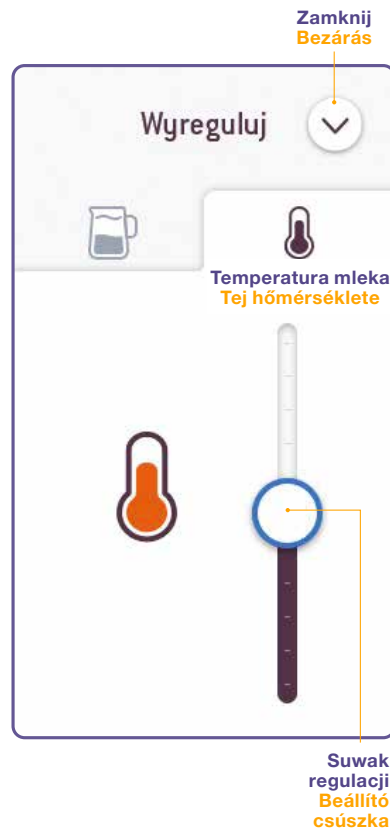 Zamknij
Bezárás
Wyreguluj
Temperatura mleka
Tej hőmérséklete
Suwak
regulacji
Beállító
csúszka